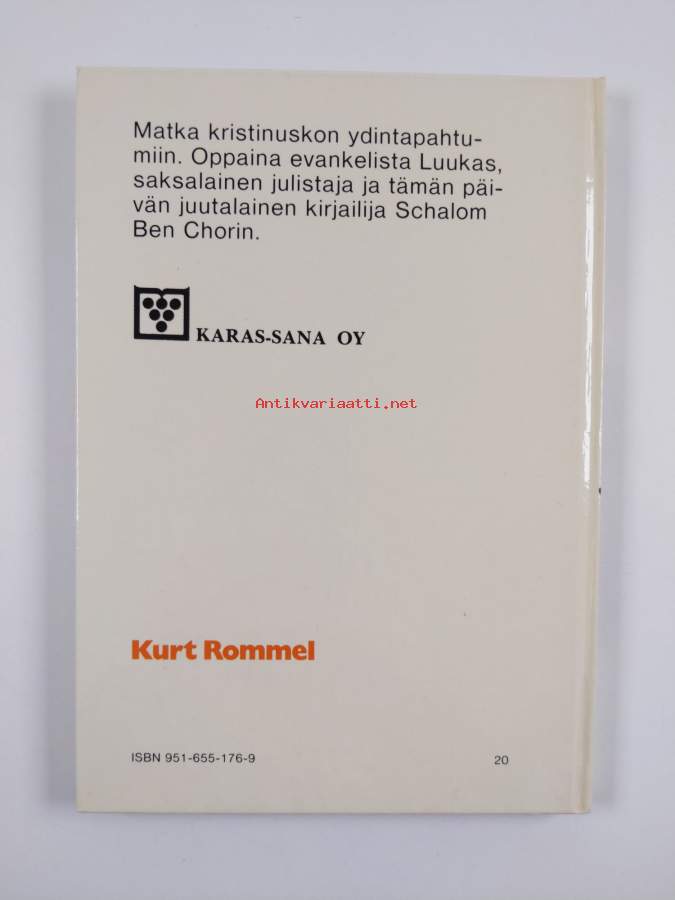 Matka kristinuskon ydintapahtu-
miin. Oppaina evankelista Luukas,
saksalainen julistaja ja tämän päi-
vän juutalainen kirjailija Schalom
Ben Chorin.
KARAS-SANA OY
Antikvariaatti.net
Kurt Rommel
ISBN 951-655-176-9 20